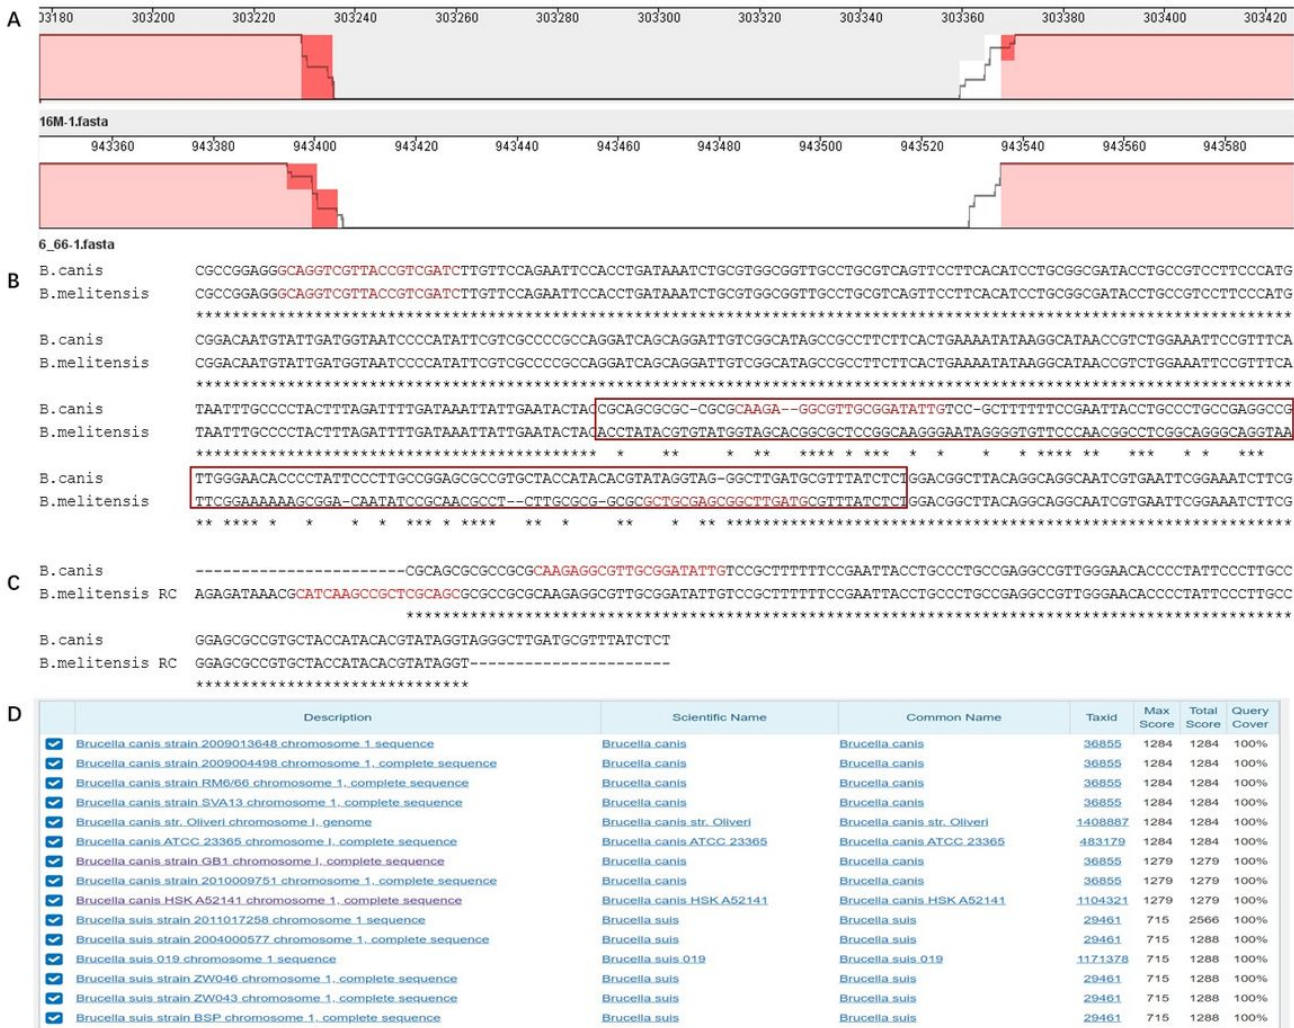 A
03180 303200 303220 303240 303260 303280 303300 303320 303340 303360 303380 303400 303420
16M-1.fasta
943360 943380 943400 943420 943440 943460 943480 943500 943520 943540 943560 943580
6_66-1.fasta
B
B.canis CGCCGGAGGGCAGGTCGTTACCGTCGATCTTGTTCCAGAATTCCACCTGATAAATCTGCGTGGCGGTTGCCTGCGTCAGTTCCTTCACATCCTGCGGCGATACCTGCCGTCCTTCCCATG
B.melitensis CGCCGGAGGGCAGGTCGTTACCGTCGATCTTGTTCCAGAATTCCACCTGATAAATCTGCGTGGCGGTTGCCTGCGTCAGTTCCTTCACATCCTGCGGCGATACCTGCCGTCCTTCCCATG
B.canis CGGACAATGTATTGATGGTAATCCCCATATTCGTCGCCCCGCCAGGATCAGCAGGATTGTCGGCATAGCCGCCTTCTTCACTGAAAATATAAGGCATAACCGTCTGGAAATTCCGTTTCA
B.melitensis CGGACAATGTATTGATGGTAATCCCCATATTCGTCGCCCCGCCAGGATCAGCAGGATTGTCGGCATAGCCGCCTTCTTCACTGAAAATATAAGGCATAACCGTCTGGAAATTCCGTTTCA
B.canis TAATTTGCCCCTACTTTAGATTTTGATAAATTATTGAATACTACCGCAGCGCGC-CGCGCAAGA--GGCGTTGCGGATATTGTCC-GCTTTTTTCCGAATTACCTGCCCTGCCGAGGCCG
B.melitensis TAATTTGCCCCTACTTTAGATTTTGATAAATTATTGAATACTACACCTATACGTGTATGGTAGCACGGCGCTCCGGCAAGGGAATAGGGGTGTTCCCAACGGCCTCGGCAGGGCAGGTAA
B.canis TTGGGAACACCCCTATTCCCTTGCCGGAGCGCCGTGCTACCATACACGTATAGGTAG-GGCTTGATGCGTTTATCTCTGGACGGCTTACAGGCAGGCAATCGTGAATTCGGAAATCTTCG
B.melitensis TTCGGAAAAAAGCGGA-CAATATCCGCAACGCCT--CTTGCGCG-GCGCGCTGCGAGCGGCTTGATGCGTTTATCTCTGGACGGCTTACAGGCAGGCAATCGTGAATTCGGAAATCTTCG
C
B.canis -----------------------CGCAGCGCGCCGCGCAAGAGGCGTTGCGGATATTGTCCGCTTTTTTCCGAATTACCTGCCCTGCCGAGGCCGTTGGGAACACCCCTATTCCCTTGCC
B.melitensis RC AGAGATAAACGCATCAAGCCGCTCGCAGCGCGCCGCGCAAGAGGCGTTGCGGATATTGTCCGCTTTTTTCCGAATTACCTGCCCTGCCGAGGCCGTTGGGAACACCCCTATTCCCTTGCC
B.canis GGAGCGCCGTGCTACCATACACGTATAGGTAGGGCTTGATGCGTTTATCTCT
B.melitensis RC GGAGCGCCGTGCTACCATACACGTATAGGT----------------------
D
Description Scientific Name Common Name Taxid Max Score Total Score Query Cover
Brucella canis strain 2009013648 chromosome 1 sequence Brucella canis Brucella canis 36855 1284 1284 100%
Brucella canis strain 2009004498 chromosome 1, complete sequence Brucella canis Brucella canis 36855 1284 1284 100%
Brucella canis strain RM6/66 chromosome 1, complete sequence Brucella canis Brucella canis 36855 1284 1284 100%
Brucella canis strain SVA13 chromosome 1, complete sequence Brucella canis Brucella canis 36855 1284 1284 100%
Brucella canis str. Oliveri chromosome I, genome Brucella canis str. Oliveri Brucella canis str. Oliveri 1408887 1284 1284 100%
Brucella canis ATCC 23365 chromosome I, complete sequence Brucella canis ATCC 23365 Brucella canis ATCC 23365 483179 1284 1284 100%
Brucella canis strain GB1 chromosome I, complete sequence Brucella canis Brucella canis 36855 1279 1279 100%
Brucella canis strain 2010009751 chromosome 1, complete sequence Brucella canis Brucella canis 36855 1279 1279 100%
Brucella canis HSK A52141 chromosome 1, complete sequence Brucella canis HSK A52141 Brucella canis HSK A52141 1104321 1279 1279 100%
Brucella suis strain 2011017258 chromosome 1 sequence Brucella suis Brucella suis 29461 715 2566 100%
Brucella suis strain 2004000577 chromosome 1, complete sequence Brucella suis Brucella suis 29461 715 1288 100%
Brucella suis 019 chromosome 1 sequence Brucella suis 019 Brucella suis 019 1171378 715 1288 100%
Brucella suis strain ZW046 chromosome 1, complete sequence Brucella suis Brucella suis 29461 715 1288 100%
Brucella suis strain ZW043 chromosome 1, complete sequence Brucella suis Brucella suis 29461 715 1288 100%
Brucella suis strain BSP chromosome 1, complete sequence Brucella suis Brucella suis 29461 715 1288 100%